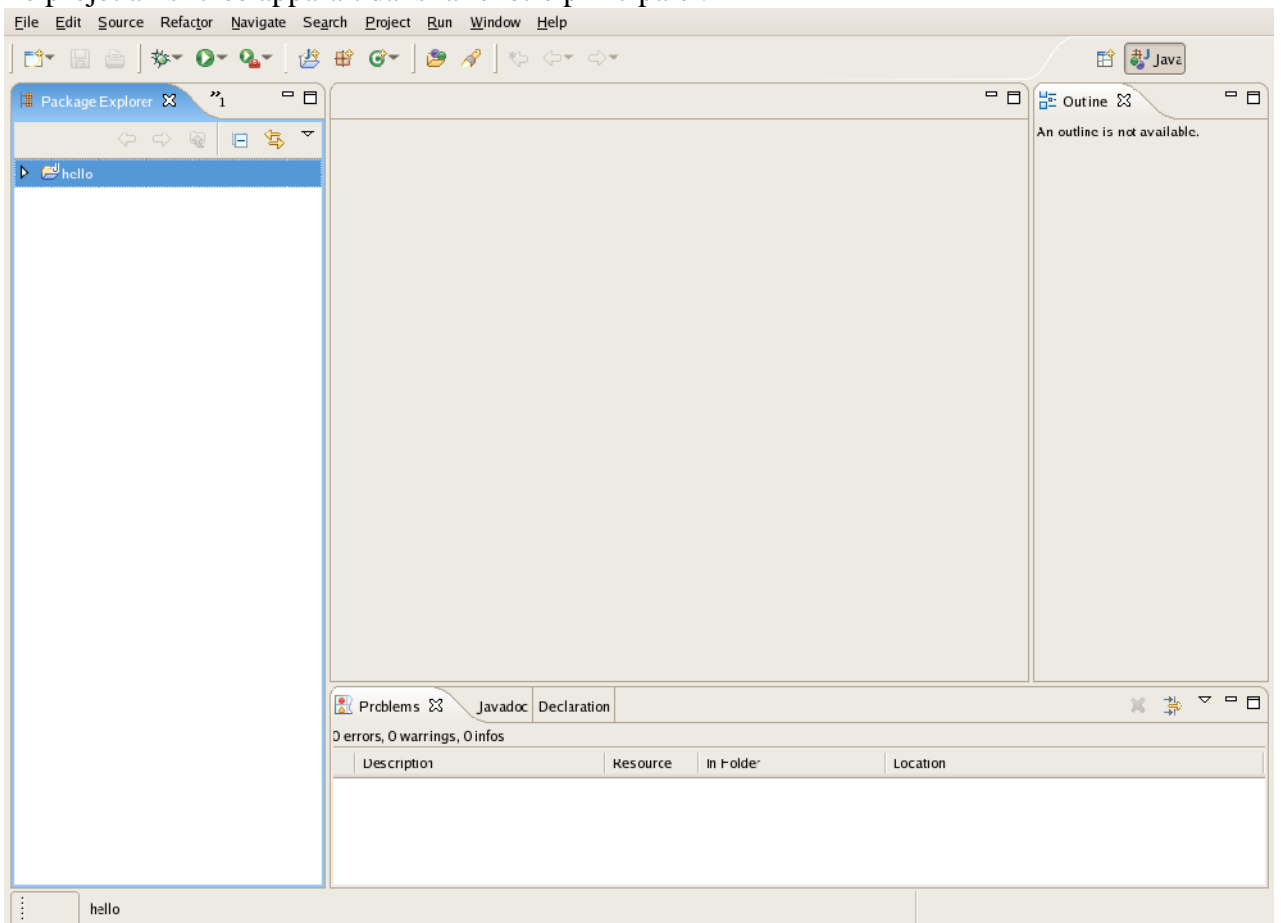 File Edit Source Refactor Navigate Search Project Run Window Help
Java
Package Explorer »1
Outline
An outline is not available.
hello
Problems Javadoc Declaration
0 errors, 0 warnings, 0 infos
Description Resource In Folder Location
hello